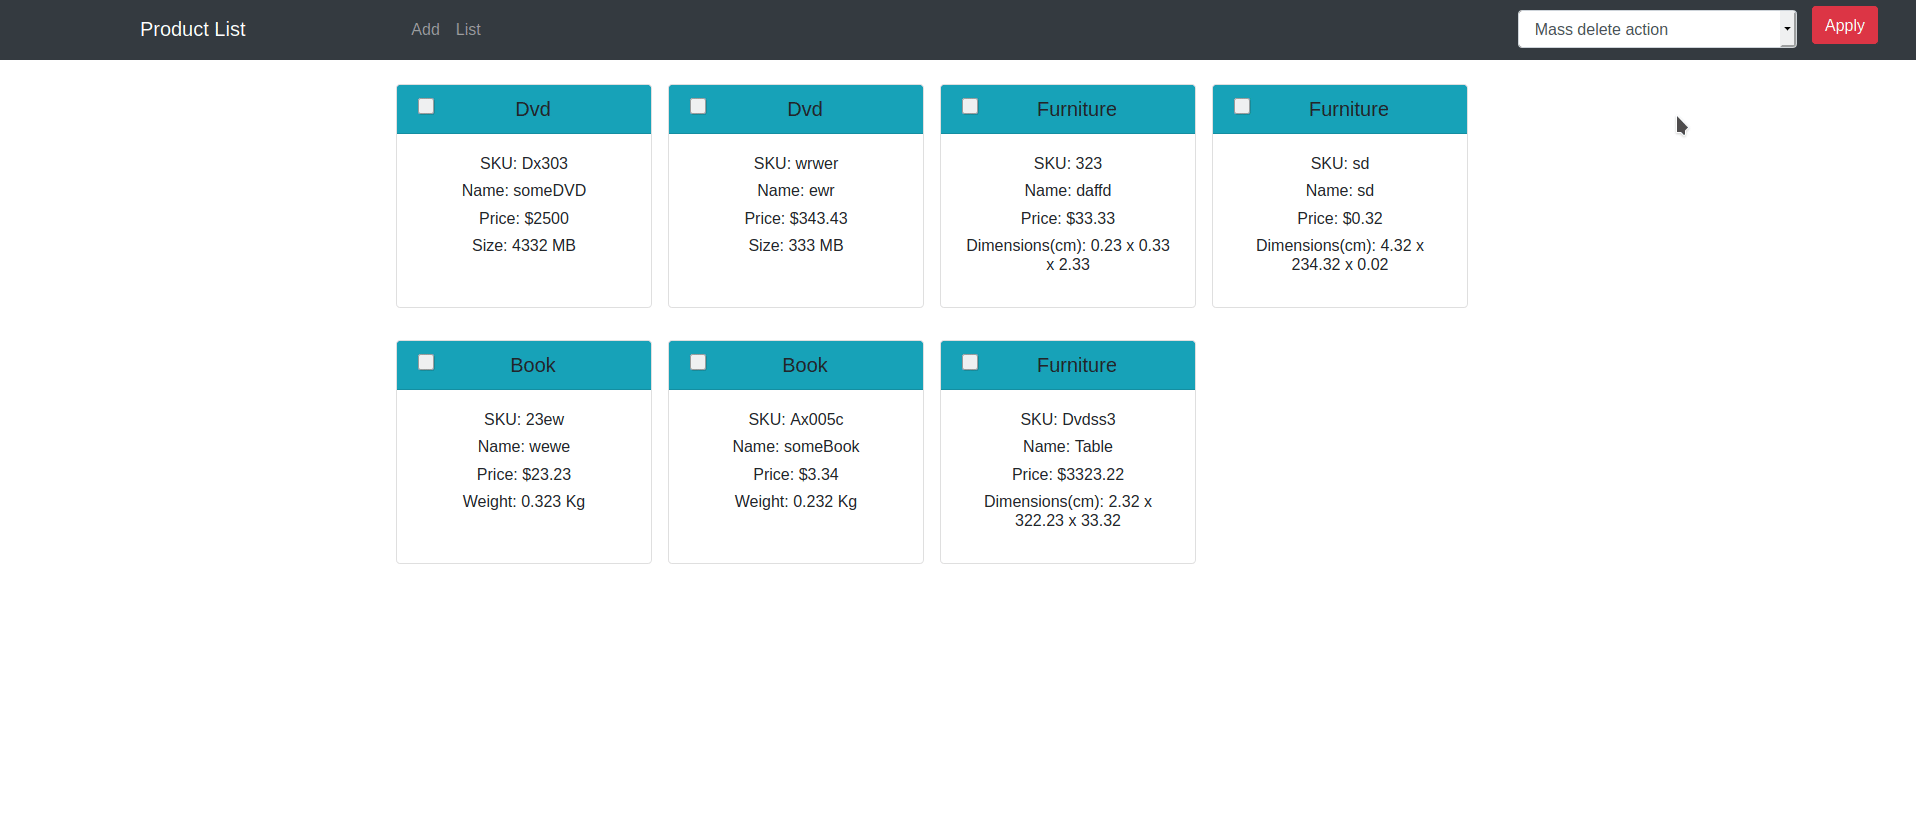 Product List
Add
List
Mass delete action
Apply
Dvd
SKU: Dx303
Name: someDVD
Price: $2500
Size: 4332 MB
Dvd
SKU: wrwer
Name: ewr
Price: $343.43
Size: 333 MB
Furniture
SKU: 323
Name: daffd
Price: $33.33
Dimensions(cm): 0.23 x 0.33
x 2.33
Furniture
SKU: sd
Name: sd
Price: $0.32
Dimensions(cm): 4.32 x
234.32 x 0.02
Book
SKU: 23ew
Name: wewe
Price: $23.23
Weight: 0.323 Kg
Book
SKU: Ax005c
Name: someBook
Price: $3.34
Weight: 0.232 Kg
Furniture
SKU: Dvdss3
Name: Table
Price: $3323.22
Dimensions(cm): 2.32 x
322.23 x 33.32